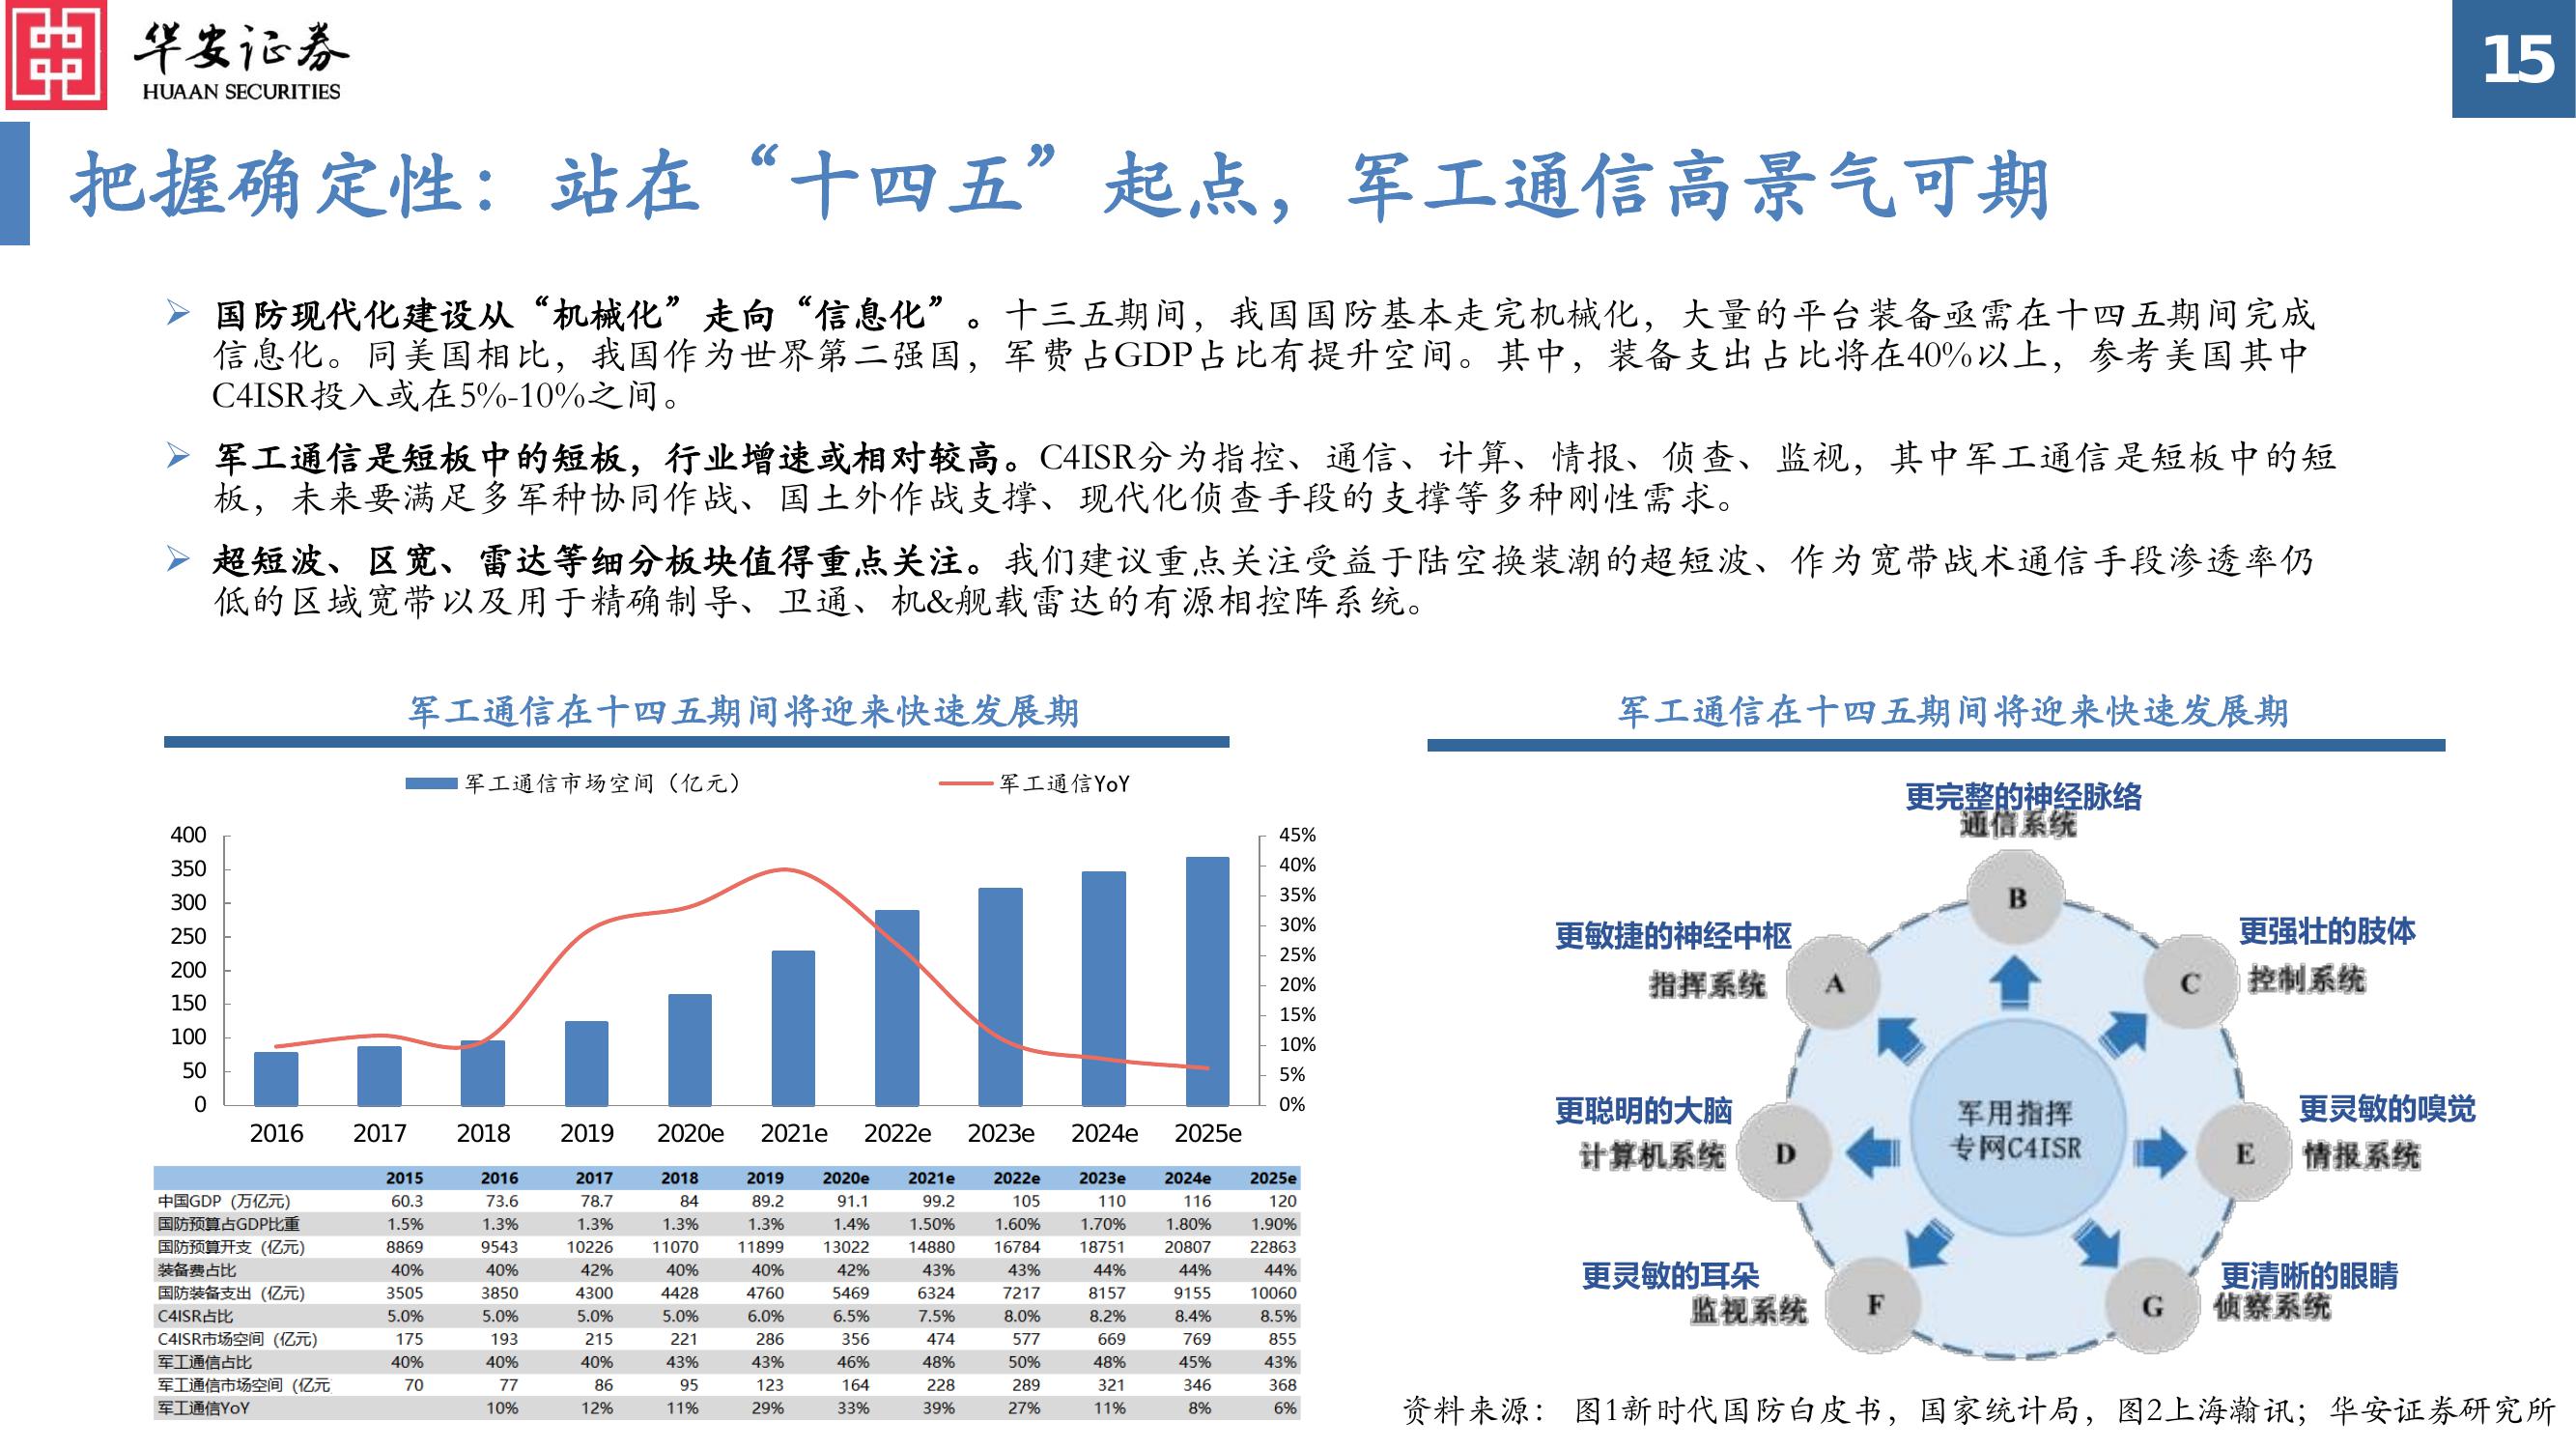 华安证券
HUAAN SECURITIES
15
把握确定性：站在“十四五”起点，军工通信高景气可期
国防现代化建设从“机械化”走向“信息化”。十三五期间，我国国防基本走完机械化，大量的平台装备亟需在十四五期间完成
信息化。同美国相比，我国作为世界第二强国，军费占GDP占比有提升空间。其中，装备支出占比将在40%以上，参考美国其中
C4ISR投入或在5%-10%之间。
军工通信是短板中的短板，行业增速或相对较高。C4ISR分为指控、通信、计算、情报、侦查、监视，其中军工通信是短板中的短
板，未来要满足多军种协同作战、国土外作战支撑、现代化侦查手段的支撑等多种刚性需求。
超短波、区宽、雷达等细分板块值得重点关注。我们建议重点关注受益于陆空换装潮的超短波、作为宽带战术通信手段渗透率仍
低的区域宽带以及用于精确制导、卫通、机&舰载雷达的有源相控阵系统。
军工通信在十四五期间将迎来快速发展期
军工通信市场空间（亿元） 军工通信YoY
400 45%
350 40%
300 35%
250 30%
200 25%
150 20%
100 15%
50 10%
0 5%
0%
2016 2017 2018 2019 2020e 2021e 2022e 2023e 2024e 2025e
2015 2016 2017 2018 2019 2020e 2021e 2022e 2023e 2024e 2025e
中国GDP（万亿元） 60.3 73.6 78.7 84 89.2 91.1 99.2 105 110 116 120
国防预算占GDP比重 1.5% 1.3% 1.3% 1.3% 1.3% 1.4% 1.50% 1.60% 1.70% 1.80% 1.90%
国防预算开支（亿元） 8869 9543 10226 11070 11899 13022 14880 16784 18751 20807 22863
装备费占比 40% 40% 42% 40% 40% 42% 43% 43% 44% 44% 44%
国防装备支出（亿元） 3505 3850 4300 4428 4760 5469 6324 7217 8157 9155 10060
C4ISR占比 5.0% 5.0% 5.0% 5.0% 6.0% 6.5% 7.5% 8.0% 8.2% 8.4% 8.5%
C4ISR市场空间（亿元） 175 193 215 221 286 356 474 577 669 769 855
军工通信占比 40% 40% 40% 43% 43% 46% 48% 50% 48% 45% 43%
军工通信市场空间（亿元 70 77 86 95 123 164 228 289 321 346 368
军工通信YoY 10% 12% 11% 29% 33% 39% 27% 11% 8% 6%
军工通信在十四五期间将迎来快速发展期
更完整的神经脉络
通信系统
B
更敏捷的神经中枢
指挥系统
A
更强壮的肢体
控制系统
C
军用指挥
专网C4ISR
更聪明的大脑
计算机系统
D
更灵敏的嗅觉
情报系统
E
更灵敏的耳朵
监视系统
F
更清晰的眼睛
侦察系统
G
资料来源： 图1新时代国防白皮书，国家统计局，图2上海瀚讯；华安证券研究所